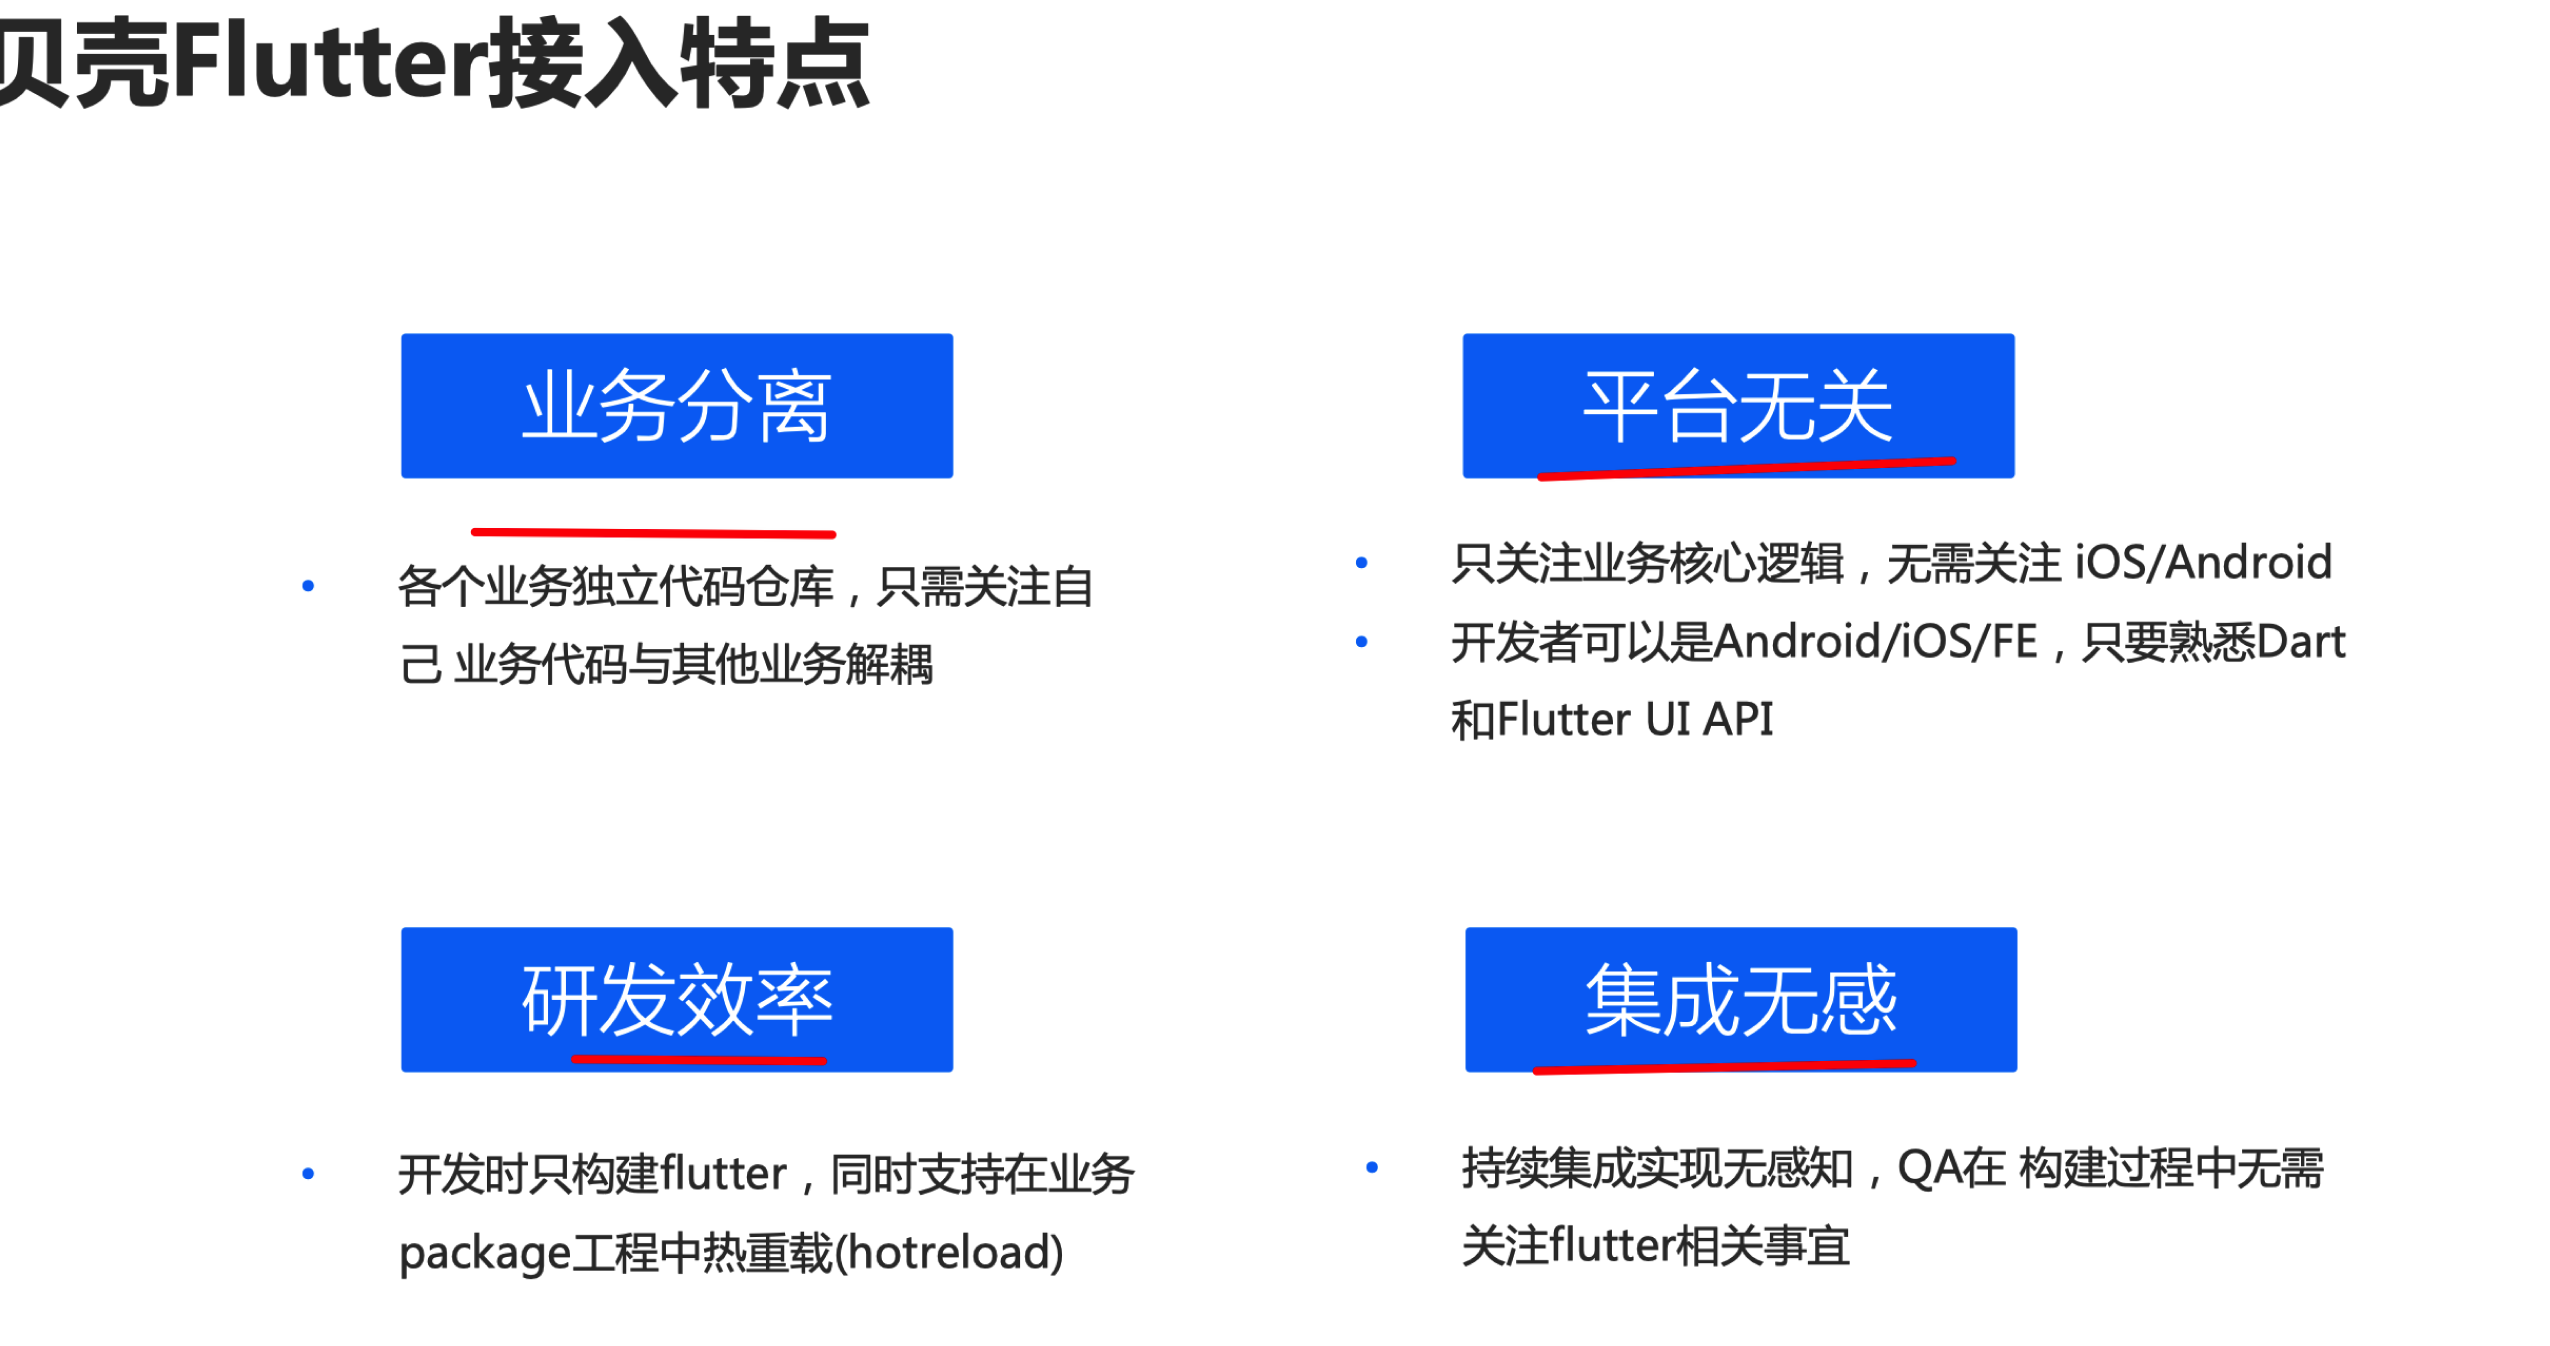 贝壳Flutter接入特点
业务分离
各个业务独立代码仓库，只需关注自
己 业务代码与其他业务解耦
平台无关
只关注业务核心逻辑，无需关注 iOS/Android
开发者可以是Android/iOS/FE，只要熟悉Dart
和Flutter UI API
研发效率
开发时只构建flutter，同时支持在业务
package工程中热重载(hotreload)
集成无感
持续集成实现无感知，QA在 构建过程中无需
关注flutter相关事宜